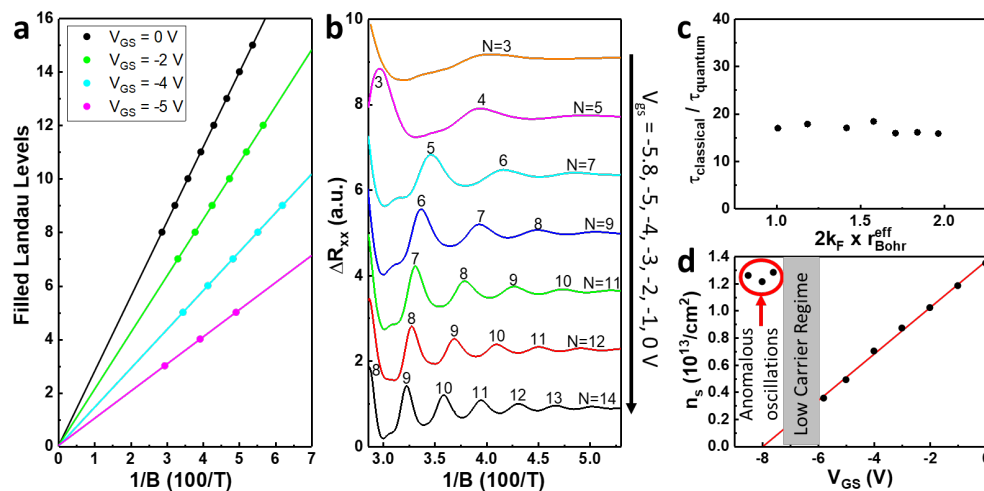 a
Filled Landau Levels
16
14
12
10
8
6
4
2
0
V_GS = 0 V
V_GS = -2 V
V_GS = -4 V
V_GS = -5 V
0 1 2 3 4 5 6 7
1/B (100/T)
b
ΔR_xx (a.u.)
10
8
6
4
2
0
N=3
3 4 N=5
5 6 N=7
6 7 8 N=9
7 8 9 10 N=11
8 9 10 11 N=12
8 9 10 11 12 13 N=14
3.0 3.5 4.0 4.5 5.0
1/B (100/T)
V_gs = -5.8, -5, -4, -3, -2, -1, 0 V
c
τ_classical / τ_quantum
40
30
20
10
0
1.0 1.5 2.0
2k_F x r_Bohr^eff
d
n_s (10^13/cm^2)
1.4
1.2
1.0
0.8
0.6
0.4
0.2
0.0
Anomalous
oscillations
Low Carrier Regime
-8 -6 -4 -2 0
V_GS (V)